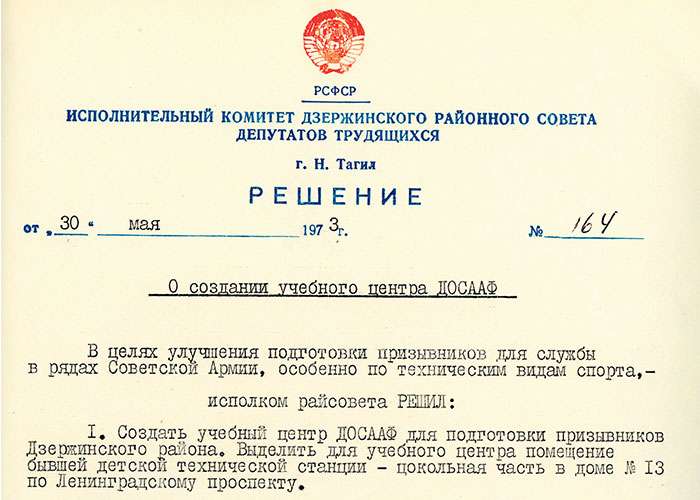 РСФСР
ИСПОЛНИТЕЛЬНЫЙ КОМИТЕТ ДЗЕРЖИНСКОГО РАЙОННОГО СОВЕТА
ДЕПУТАТОВ ТРУДЯЩИХСЯ
г. Н. Тагил
РЕШЕНИЕ
от „30“ мая 1973г. № 164
О создании учебного центра ДОСААФ
В целях улучшения подготовки призывников для службы
в рядах Советской Армии, особенно по техническим видам спорта,-
исполком райсовета РЕШИЛ:
I. Создать учебный центр ДОСААФ для подготовки призывников
Дзержинского района. Выделить для учебного центра помещение
бывшей детской технической станции - цокольная часть в доме № 13
по Ленинградскому проспекту.